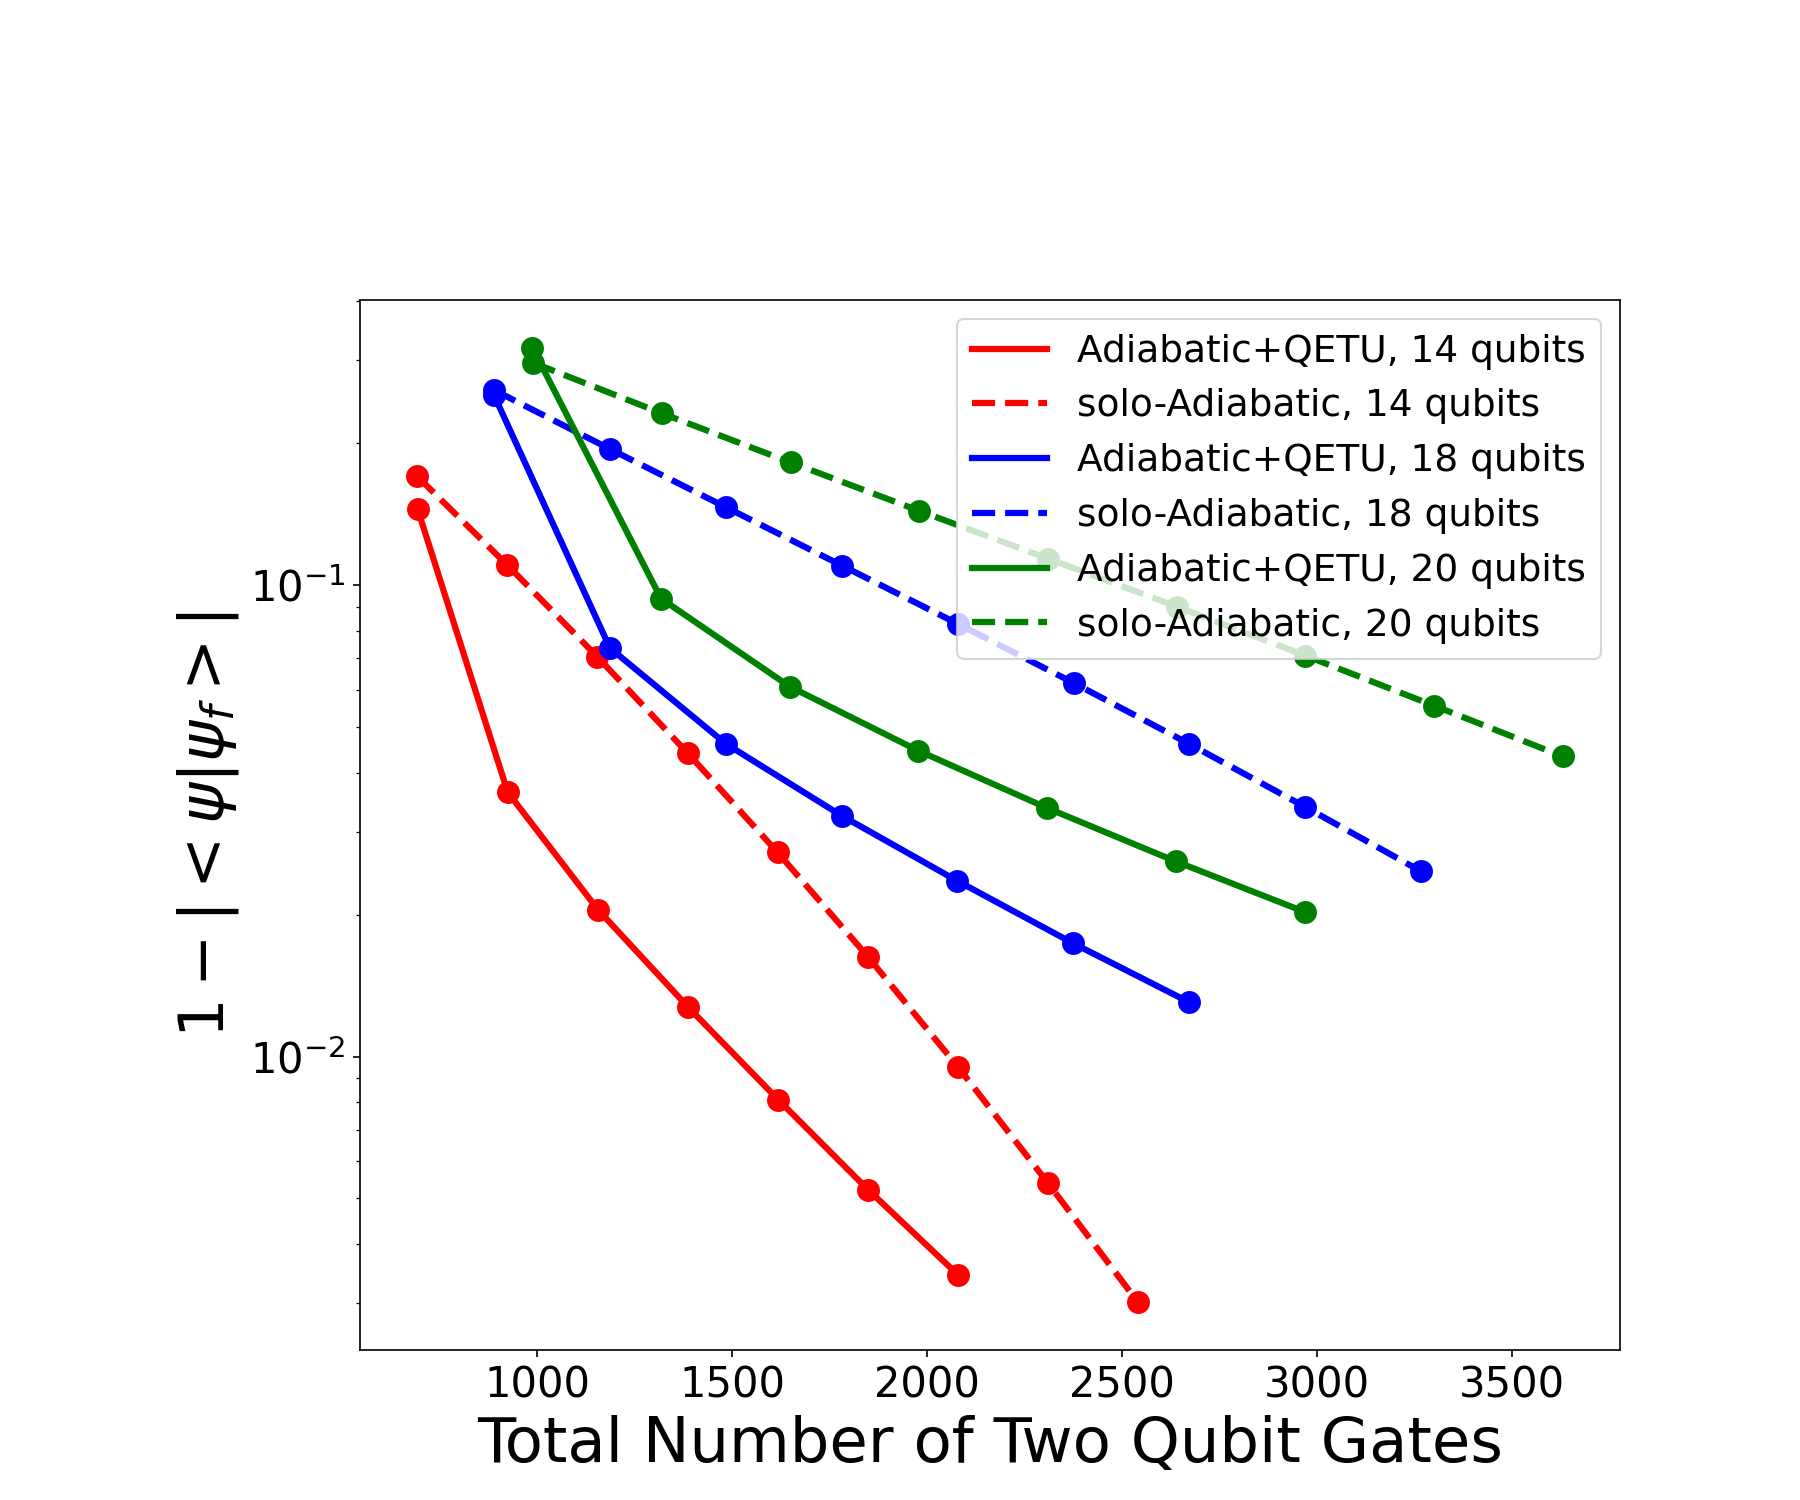 Adiabatic+QETU, 14 qubits
solo-Adiabatic, 14 qubits
Adiabatic+QETU, 18 qubits
solo-Adiabatic, 18 qubits
Adiabatic+QETU, 20 qubits
solo-Adiabatic, 20 qubits
10⁻¹
10⁻²
1 − | < ψ|ψ_f > |
1000 1500 2000 2500 3000 3500
Total Number of Two Qubit Gates